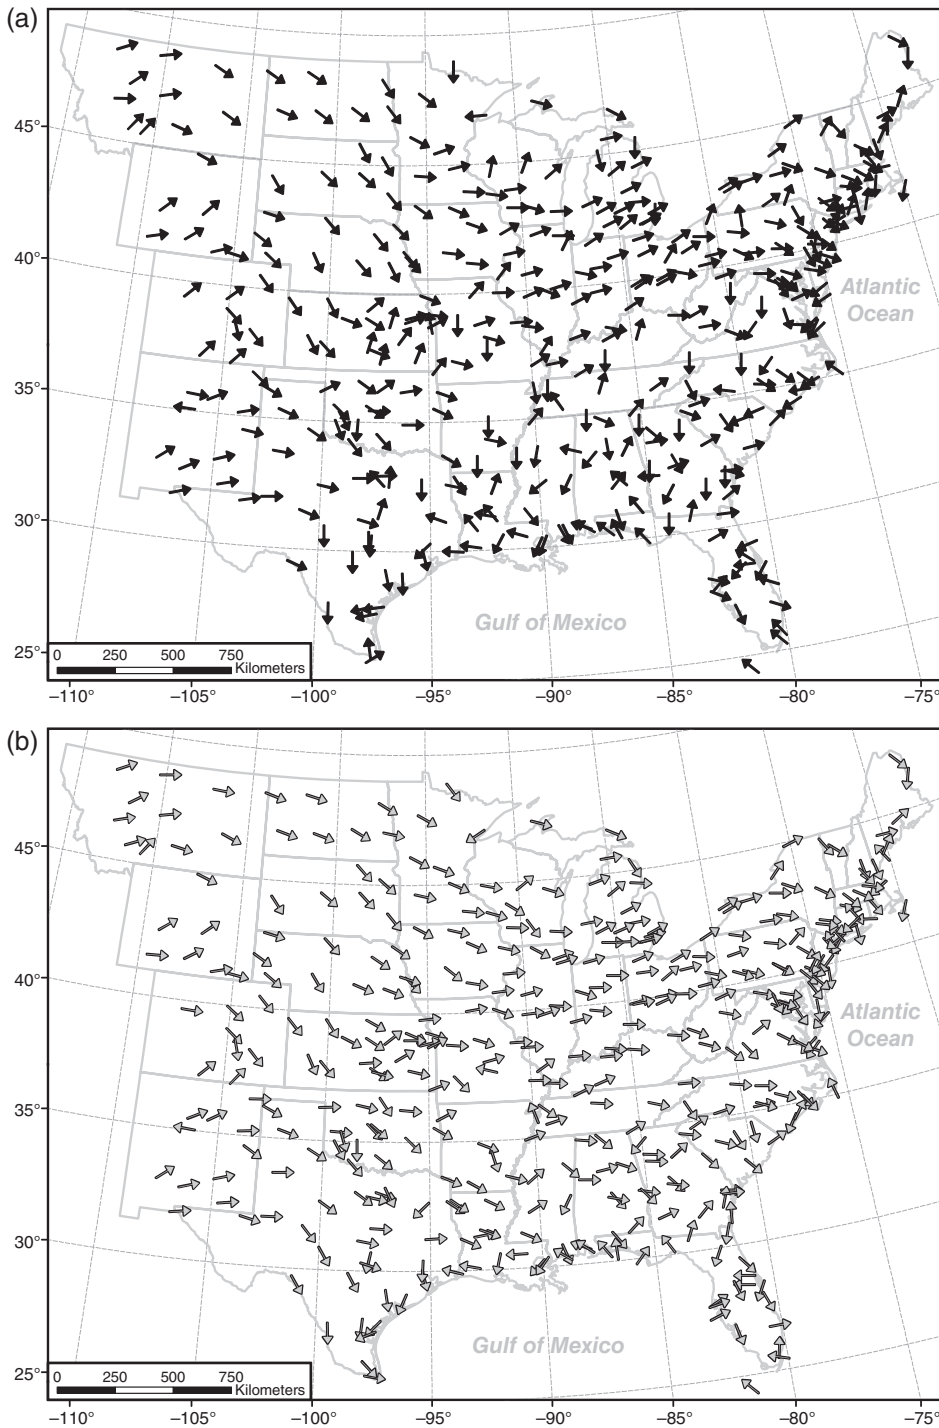 (a)
45°
40°
35°
30°
25°
Atlantic
Ocean
Gulf of Mexico
0 250 500 750
Kilometers
–110° –105° –100° –95° –90° –85° –80° –75°
(b)
45°
40°
35°
30°
25°
Atlantic
Ocean
Gulf of Mexico
0 250 500 750
Kilometers
–110° –105° –100° –95° –90° –85° –80° –75°